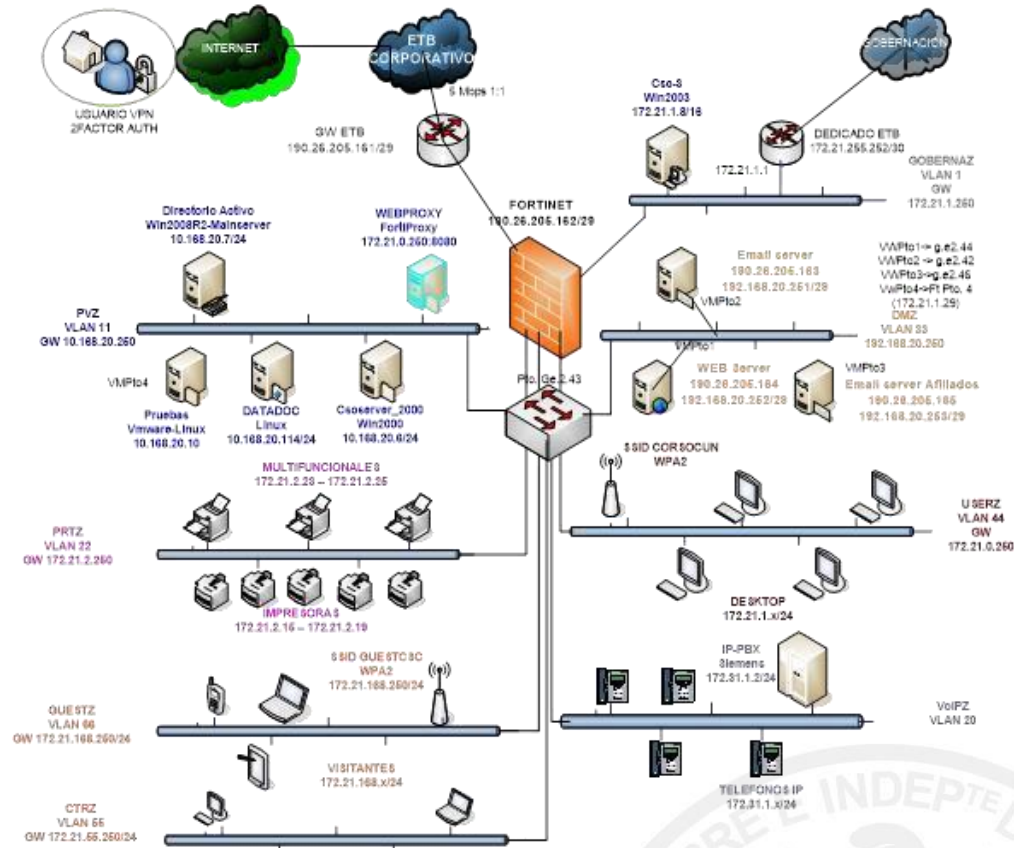 INTERNET
ETB
CORPORATIVO
GOBERNACION
USUARIO VPN
2FACTOR AUTH
5 Mbps 1:1
GW ETB
190.26.205.161/29
Cso-8
Win2003
172.21.1.8/16
DEDICADO ETB
172.21.255.252/30
172.21.1.1
GOBERNAZ
VLAN 1
GW
172.21.1.250
FORTINET
190.26.205.162/29
Directorio Activo
Win2008R2-Mainserver
10.168.20.7/24
WEBPROXY
FortiProxy
172.21.0.250:8080
PVZ
VLAN 11
GW 10.168.20.250
VMPto4
Pruebas
Vmware-Linux
10.168.20.10
DATADOC
Linux
10.168.20.114/24
Csoserver_2000
Win2000
10.168.20.6/24
Email server
190.26.205.163
192.168.20.251/29
VMPto2
VMPto1-> g.e2.44
VMPto2 -> g.e2.42
VMPto3->g.e2.45
VMPto4->Ft Pto. 4
(172.21.1.29)
DMZ
VLAN 33
192.168.20.250
VMPto1
WEB Server
190.26.205.164
192.168.20.252/29
VMPto3
Email server Afiliados
190.26.205.165
192.168.20.253/29
Pto. Ge.2.43
MULTIFUNCIONALES
172.21.2.23 – 172.21.2.25
PRTZ
VLAN 22
GW 172.21.2.250
IMPRESORAS
172.21.2.15 – 172.21.2.19
SSID CORSOCUN
WPA2
USERZ
VLAN 44
GW
172.21.0.250
DESKTOP
172.21.1.x/24
SSID GUESTCSC
WPA2
172.21.168.250/24
GUESTZ
VLAN 66
GW 172.21.168.250/24
VISITANTES
172.21.168.x/24
IP-PBX
Siemens
172.31.1.2/24
VoIPZ
VLAN 20
TELEFONOS IP
172.31.1.x/24
CTRZ
VLAN 55
GW 172.21.55.250/24
RE E INDEPTE